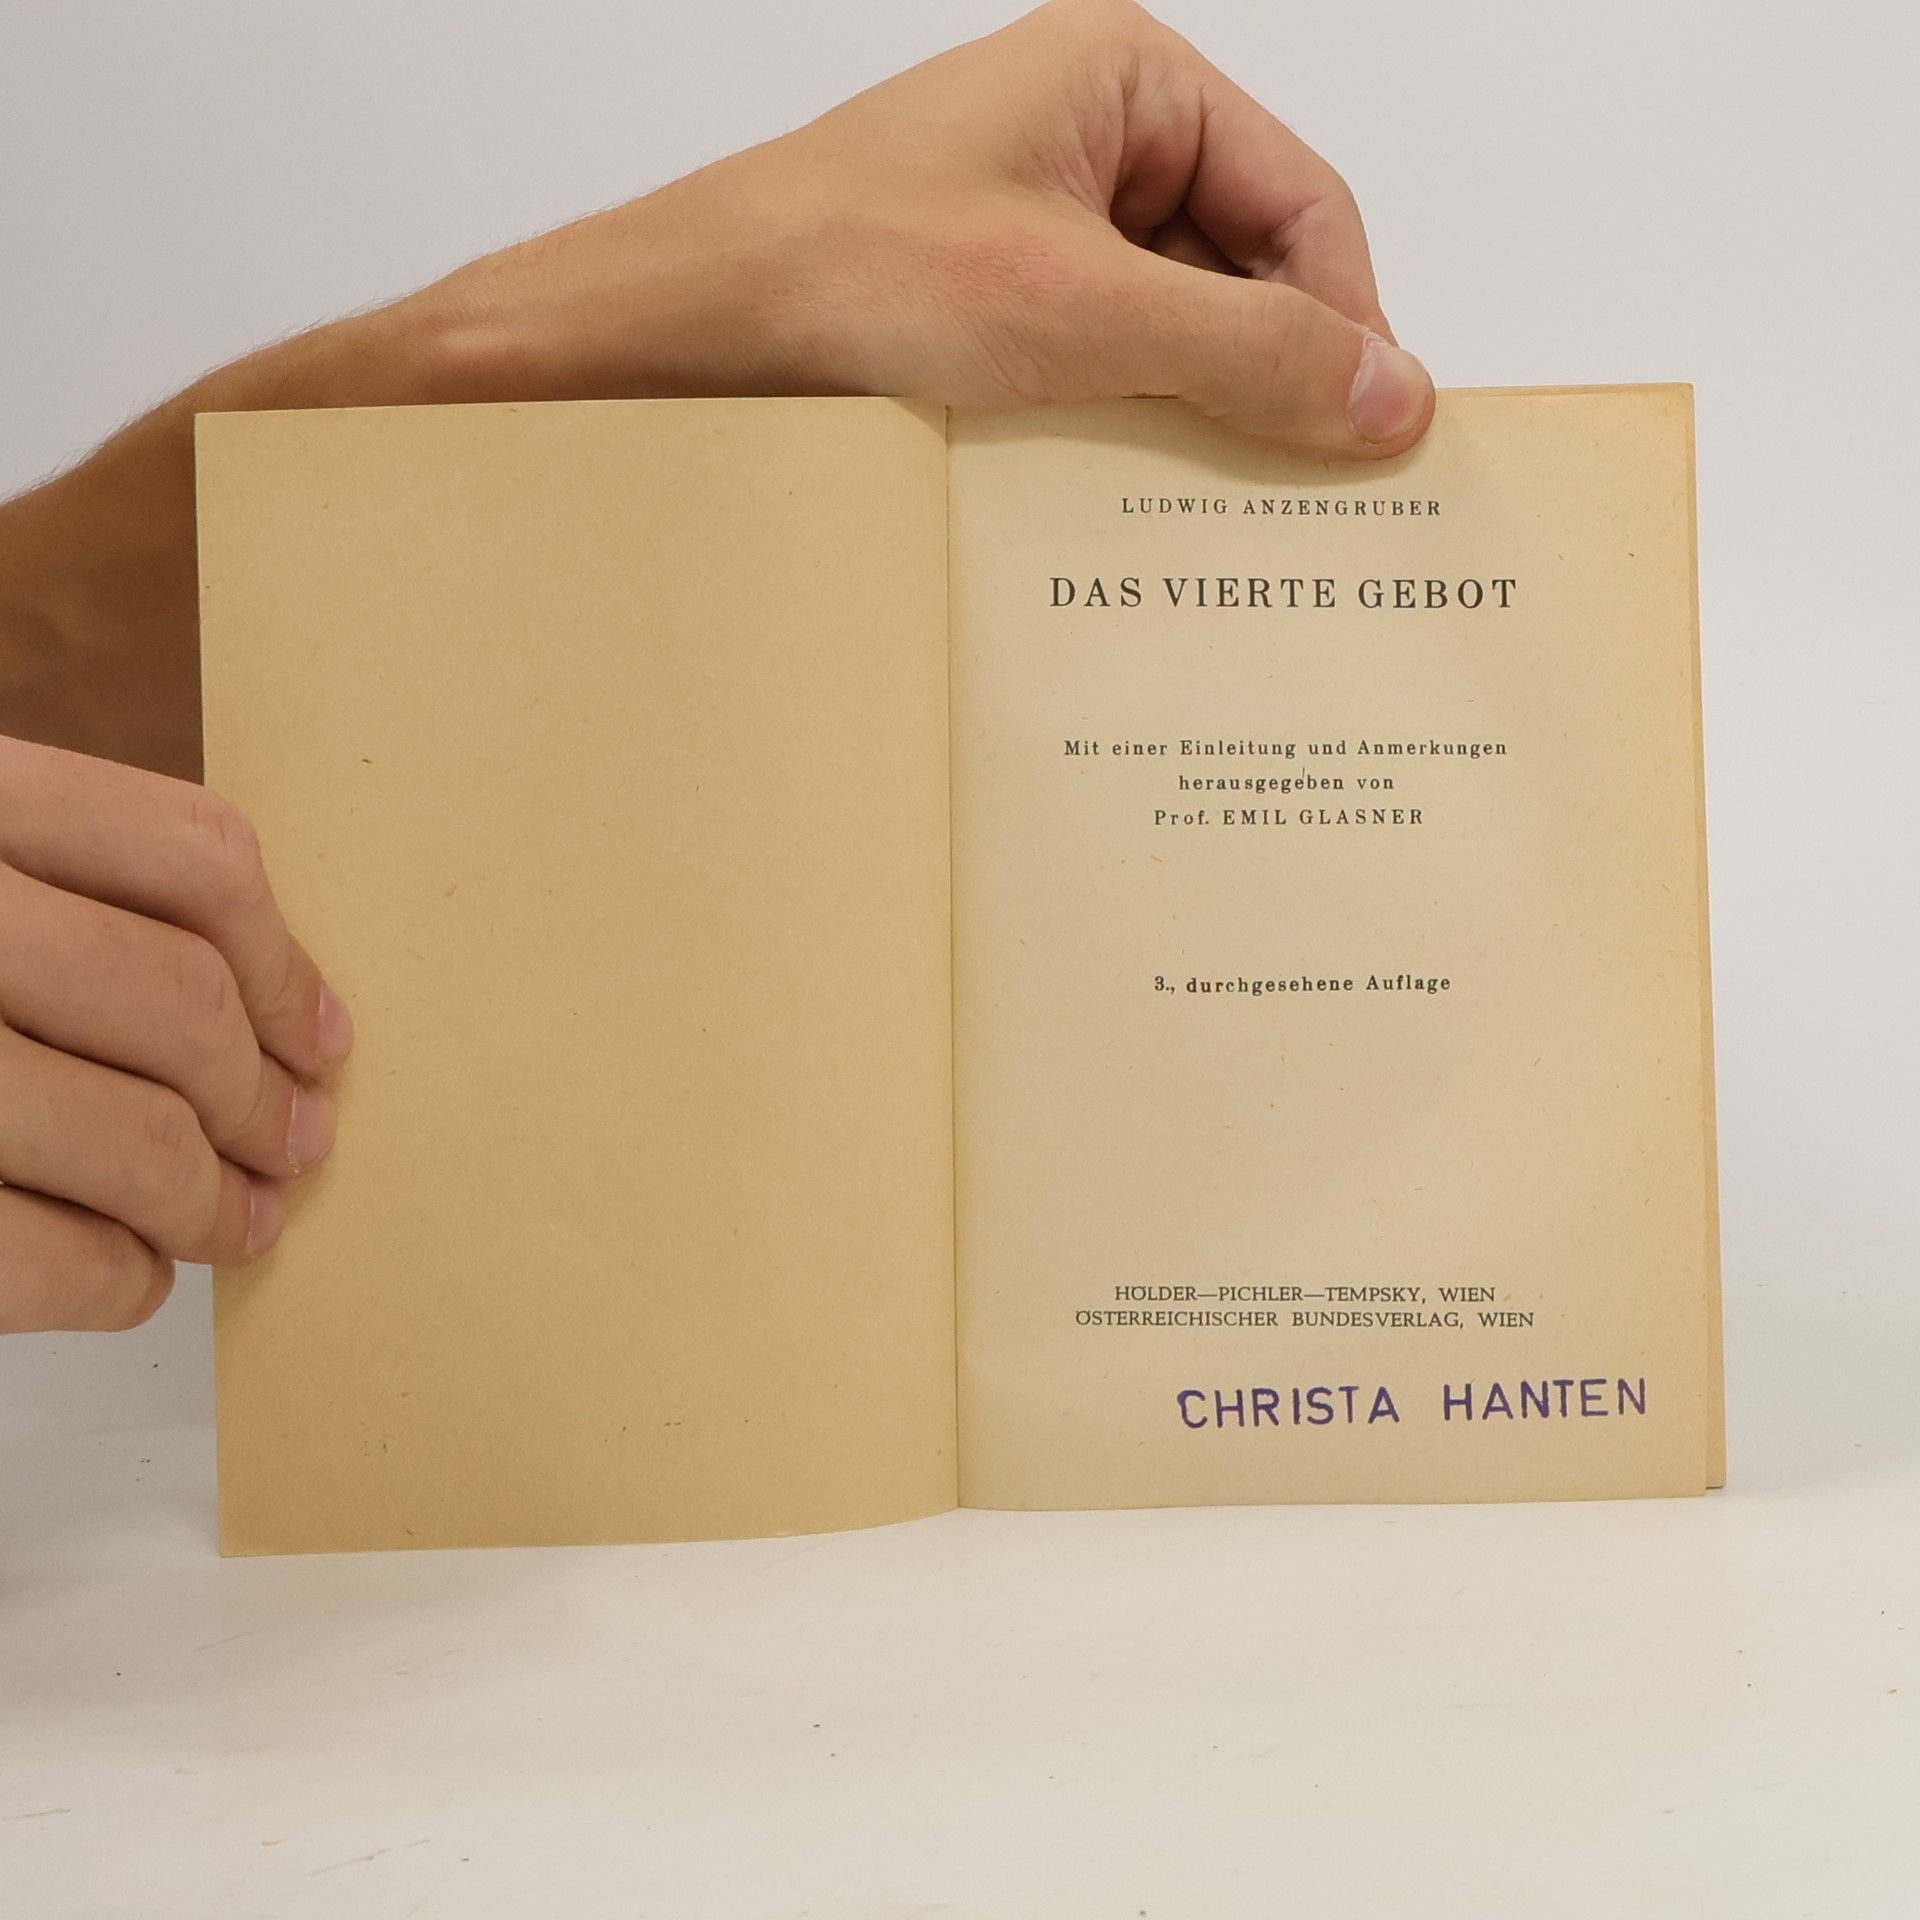 LUDWIG ANZENGRUBER
DAS VIERTE GEBOT
Mit einer Einleitung und Anmerkungen
herausgegeben von
Prof. EMIL GLASNER
3., durchgesehene Auflage
HÖLDER—PICHLER—TEMPSKY, WIEN
ÖSTERREICHISCHER BUNDESVERLAG, WIEN
CHRISTA HANTEN